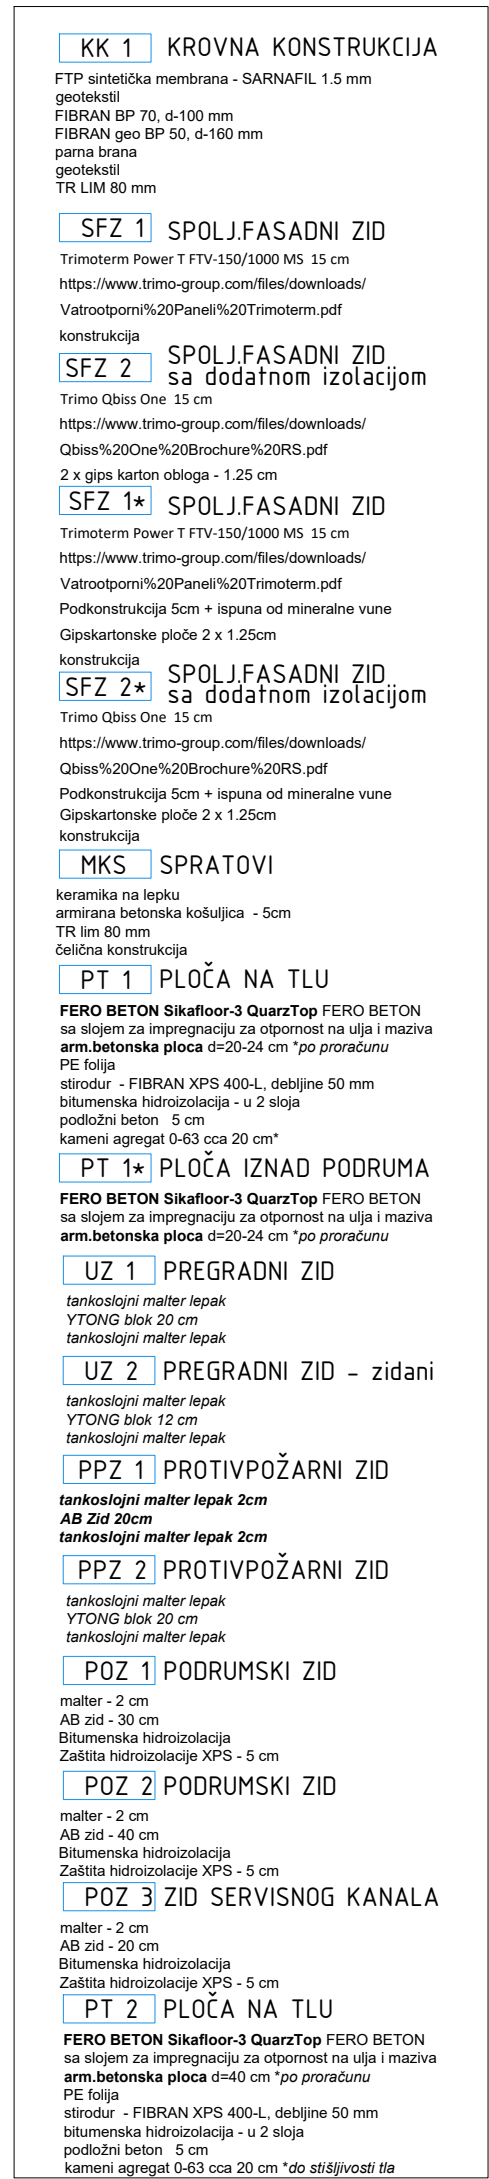 KK 1 KROVNA KONSTRUKCIJA
FTP sintetička membrana - SARNAFIL 1.5 mm
geotekstil
FIBRAN BP 70, d-100 mm
FIBRAN geo BP 50, d-160 mm
parna brana
geotekstil
TR LIM 80 mm
SFZ 1 SPOLJ.FASADNI ZID
Trimoterm Power T FTV-150/1000 MS 15 cm
https://www.trimo-group.com/files/downloads/
Vatrootporni%20Paneli%20Trimoterm.pdf
konstrukcija
SFZ 2 SPOLJ.FASADNI ZID
sa dodatnom izolacijom
Trimo Qbiss One 15 cm
https://www.trimo-group.com/files/downloads/
Qbiss%20One%20Brochure%20RS.pdf
2 x gips karton obloga - 1.25 cm
SFZ 1* SPOLJ.FASADNI ZID
Trimoterm Power T FTV-150/1000 MS 15 cm
https://www.trimo-group.com/files/downloads/
Vatrootporni%20Paneli%20Trimoterm.pdf
Podkonstrukcija 5cm + ispuna od mineralne vune
Gipskartonske ploče 2 x 1.25cm
konstrukcija
SFZ 2* SPOLJ.FASADNI ZID
sa dodatnom izolacijom
Trimo Qbiss One 15 cm
https://www.trimo-group.com/files/downloads/
Qbiss%20One%20Brochure%20RS.pdf
Podkonstrukcija 5cm + ispuna od mineralne vune
Gipskartonske ploče 2 x 1.25cm
konstrukcija
MKS SPRATOVI
keramika na lepku
armirana betonska košuljica - 5cm
TR lim 80 mm
čelična konstrukcija
PT 1 PLOČA NA TLU
FERO BETON Sikafloor-3 QuarzTop FERO BETON
sa slojem za impregnaciju za otpornost na ulja i maziva
arm.betonska ploca d=20-24 cm *po proračunu
PE folija
stirodur - FIBRAN XPS 400-L, debljine 50 mm
bitumenska hidroizolacija - u 2 sloja
podložni beton 5 cm
kameni agregat 0-63 cca 20 cm*
PT 1* PLOČA IZNAD PODRUMA
FERO BETON Sikafloor-3 QuarzTop FERO BETON
sa slojem za impregnaciju za otpornost na ulja i maziva
arm.betonska ploca d=20-24 cm *po proračunu
UZ 1 PREGRADNI ZID
tankoslojni malter lepak
YTONG blok 20 cm
tankoslojni malter lepak
UZ 2 PREGRADNI ZID - zidani
tankoslojni malter lepak
YTONG blok 12 cm
tankoslojni malter lepak
PPZ 1 PROTIVPOŽARNI ZID
tankoslojni malter lepak 2cm
AB Zid 20cm
tankoslojni malter lepak 2cm
PPZ 2 PROTIVPOŽARNI ZID
tankoslojni malter lepak
YTONG blok 20 cm
tankoslojni malter lepak
POZ 1 PODRUMSKI ZID
malter - 2 cm
AB zid - 30 cm
Bitumenska hidroizolacija
Zaštita hidroizolacije XPS - 5 cm
POZ 2 PODRUMSKI ZID
malter - 2 cm
AB zid - 40 cm
Bitumenska hidroizolacija
Zaštita hidroizolacije XPS - 5 cm
POZ 3 ZID SERVISNOG KANALA
malter - 2 cm
AB zid - 20 cm
Bitumenska hidroizolacija
Zaštita hidroizolacije XPS - 5 cm
PT 2 PLOČA NA TLU
FERO BETON Sikafloor-3 QuarzTop FERO BETON
sa slojem za impregnaciju za otpornost na ulja i maziva
arm.betonska ploca d=40 cm *po proračunu
PE folija
stirodur - FIBRAN XPS 400-L, debljine 50 mm
bitumenska hidroizolacija - u 2 sloja
podložni beton 5 cm
kameni agregat 0-63 cca 20 cm *do stišljivosti tla